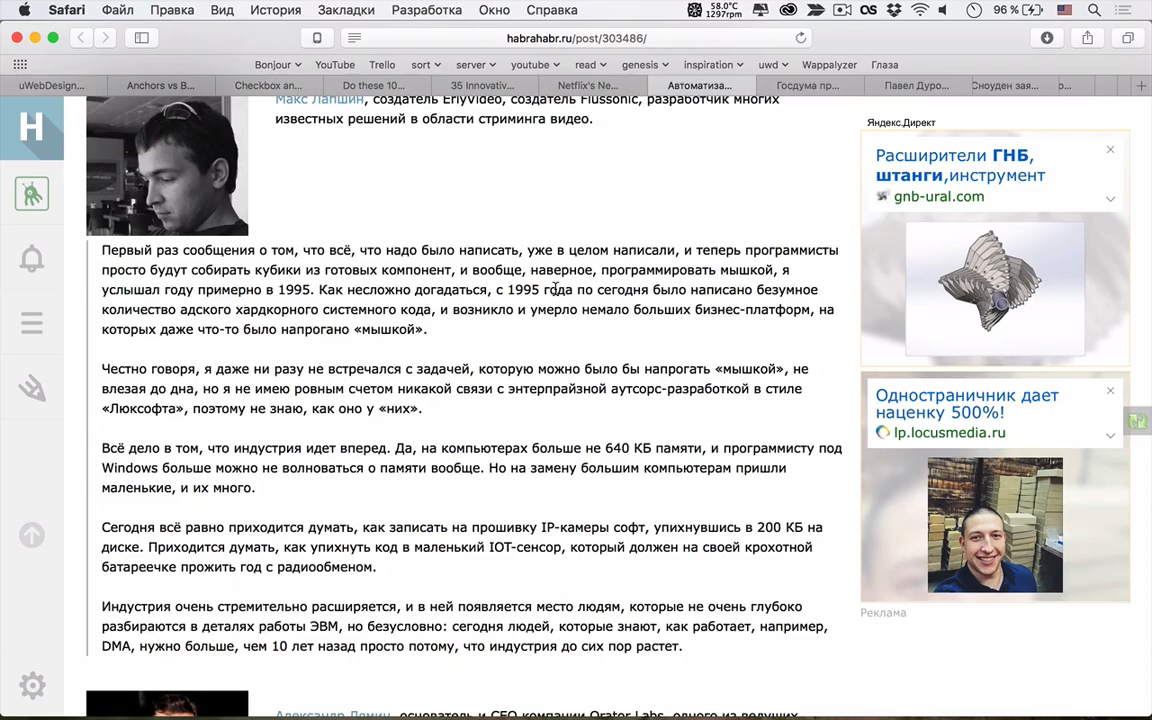 Safari Файл Правка Вид История Закладки Разработка Окно Справка 58.0°C 1297rpm 96 %
habrahabr.ru/post/303486/
Bonjour YouTube Trello sort server youtube read genesis inspiration uwd Wappalyzer Глаза
uWebDesign... Anchors vs B... Checkbox an... Do these 10... 35 Innovativ... Netflix's Ne... Автоматиза... Госдума пр... Павел Дуро... Сноуден зая...
H
Макс Лапшин, создатель ErlyVideo, создатель Flussonic, разработчик многих
известных решений в области стриминга видео.
Первый раз сообщения о том, что всё, что надо было написать, уже в целом написали, и теперь программисты
просто будут собирать кубики из готовых компонент, и вообще, наверное, программировать мышкой, я
услышал году примерно в 1995. Как несложно догадаться, с 1995 года по сегодня было написано безумное
количество адского хардкорного системного кода, и возникло и умерло немало больших бизнес-платформ, на
которых даже что-то было напрогано «мышкой».
Честно говоря, я даже ни разу не встречался с задачей, которую можно было бы напрогать «мышкой», не
влезая до дна, но я не имею ровным счетом никакой связи с энтерпрайзной аутсорс-разработкой в стиле
«Люксофта», поэтому не знаю, как оно у «них».
Всё дело в том, что индустрия идет вперед. Да, на компьютерах больше не 640 КБ памяти, и программисту под
Windows больше можно не волноваться о памяти вообще. Но на замену большим компьютерам пришли
маленькие, и их много.
Сегодня всё равно приходится думать, как записать на прошивку IP-камеры софт, упихнувшись в 200 КБ на
диске. Приходится думать, как упихнуть код в маленький IOT-сенсор, который должен на своей крохотной
батареечке прожить год с радиообменом.
Индустрия очень стремительно расширяется, и в ней появляется место людям, которые не очень глубоко
разбираются в деталях работы ЭВМ, но безусловно: сегодня людей, которые знают, как работает, например,
DMA, нужно больше, чем 10 лет назад просто потому, что индустрия до сих пор растет.
Александр Лямин, основатель и CEO компании Qrator Labs, одного из ведущих
Яндекс.Директ
Расширители ГНБ,
штанги,инструмент
gnb-ural.com
Одностраничник дает
наценку 500%!
lp.locusmedia.ru
Реклама